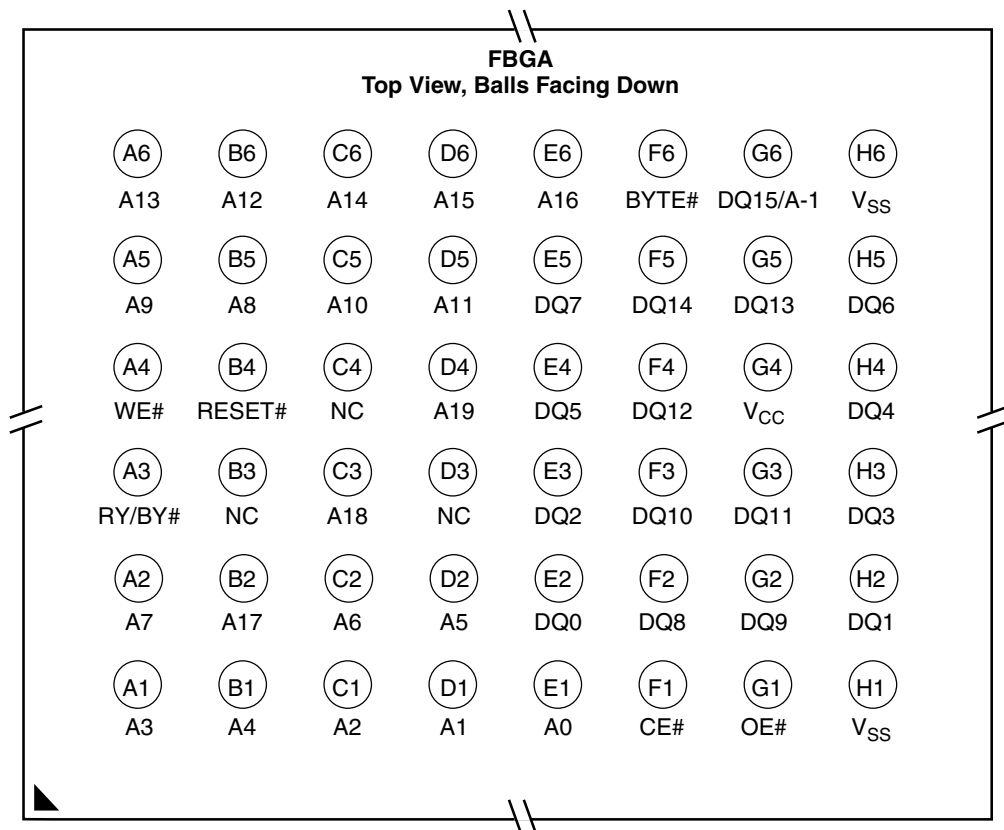 FBGA
Top View, Balls Facing Down
A6 B6 C6 D6 E6 F6 G6 H6
A13 A12 A14 A15 A16 BYTE# DQ15/A-1 VSS
A5 B5 C5 D5 E5 F5 G5 H5
A9 A8 A10 A11 DQ7 DQ14 DQ13 DQ6
A4 B4 C4 D4 E4 F4 G4 H4
WE# RESET# NC A19 DQ5 DQ12 VCC DQ4
A3 B3 C3 D3 E3 F3 G3 H3
RY/BY# NC A18 NC DQ2 DQ10 DQ11 DQ3
A2 B2 C2 D2 E2 F2 G2 H2
A7 A17 A6 A5 DQ0 DQ8 DQ9 DQ1
A1 B1 C1 D1 E1 F1 G1 H1
A3 A4 A2 A1 A0 CE# OE# VSS